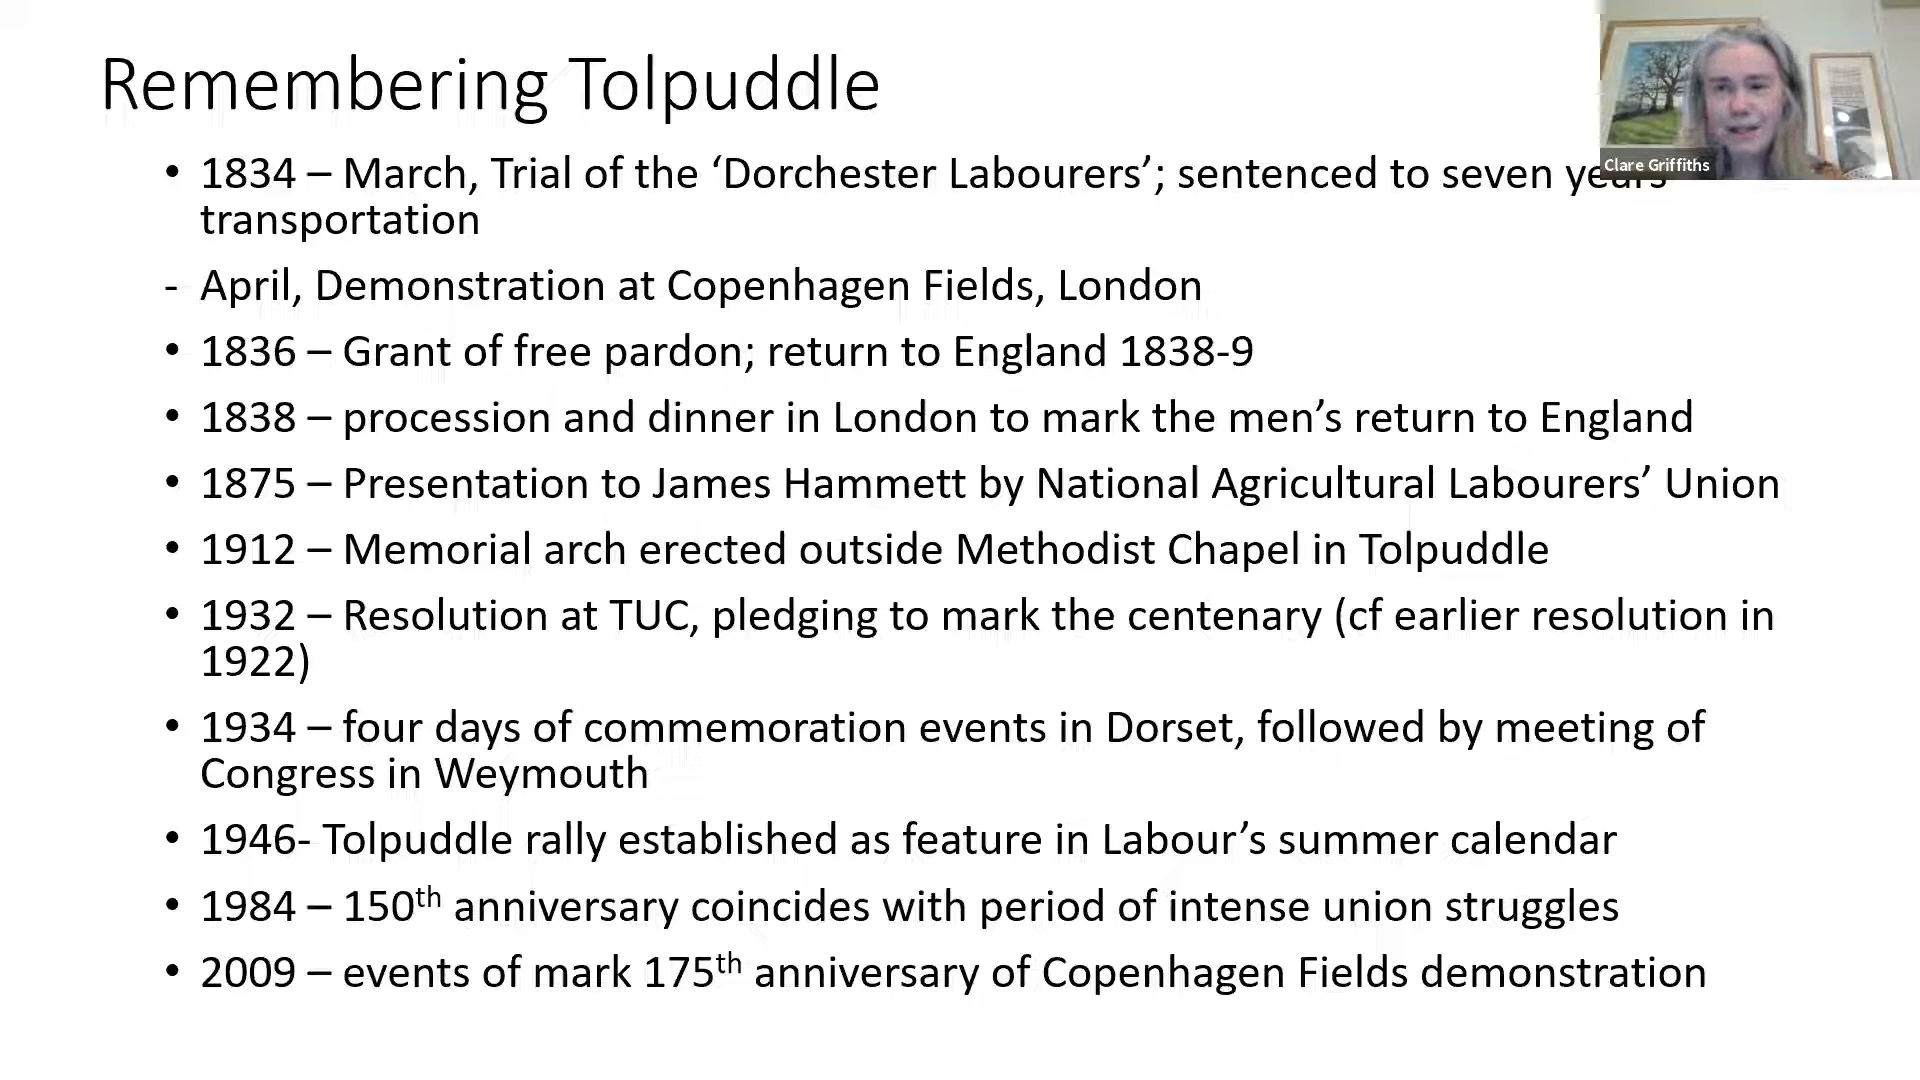 Remembering Tolpuddle
• 1834 – March, Trial of the ‘Dorchester Labourers’; sentenced to seven years
transportation
- April, Demonstration at Copenhagen Fields, London
• 1836 – Grant of free pardon; return to England 1838-9
• 1838 – procession and dinner in London to mark the men’s return to England
• 1875 – Presentation to James Hammett by National Agricultural Labourers’ Union
• 1912 – Memorial arch erected outside Methodist Chapel in Tolpuddle
• 1932 – Resolution at TUC, pledging to mark the centenary (cf earlier resolution in
1922)
• 1934 – four days of commemoration events in Dorset, followed by meeting of
Congress in Weymouth
• 1946- Tolpuddle rally established as feature in Labour’s summer calendar
• 1984 – 150th anniversary coincides with period of intense union struggles
• 2009 – events of mark 175th anniversary of Copenhagen Fields demonstration
Clare Griffiths